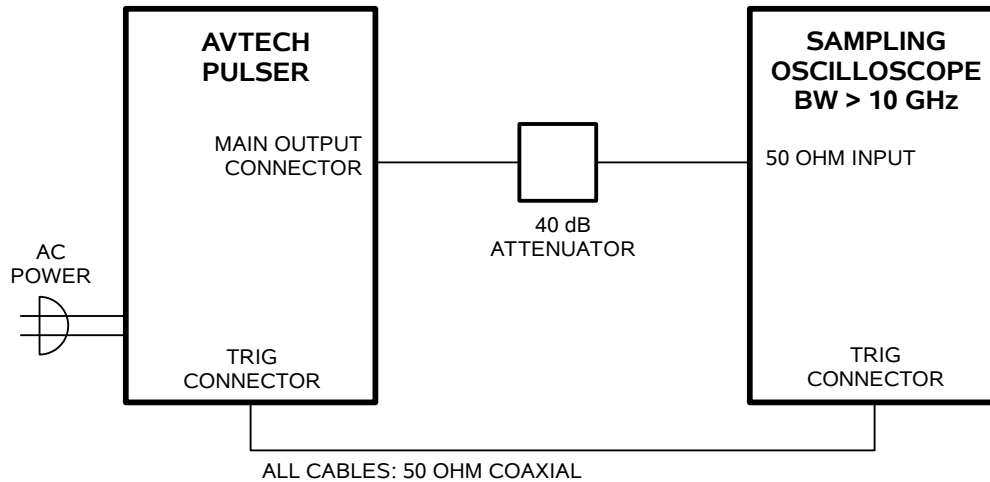 AVTECH
PULSER
SAMPLING
OSCILLOSCOPE
BW > 10 GHz
MAIN OUTPUT
CONNECTOR
50 OHM INPUT
40 dB
ATTENUATOR
AC
POWER
TRIG
CONNECTOR
TRIG
CONNECTOR
ALL CABLES: 50 OHM COAXIAL